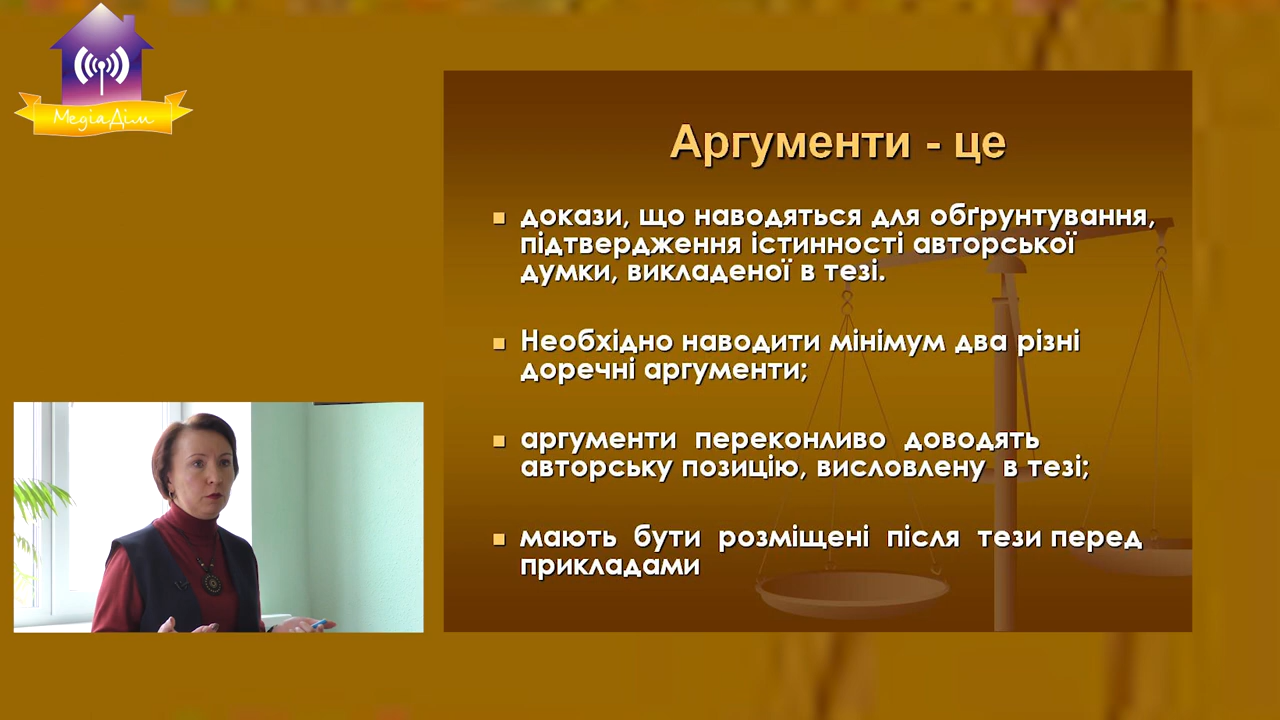 МедіаДім
Аргументи - це
докази, що наводяться для обґрунтування,
підтвердження істинності авторської
думки, викладеної в тезі.
Необхідно наводити мінімум два різні
доречні аргументи;
аргументи переконливо доводять
авторську позицію, висловлену в тезі;
мають бути розміщені після тези перед
прикладами